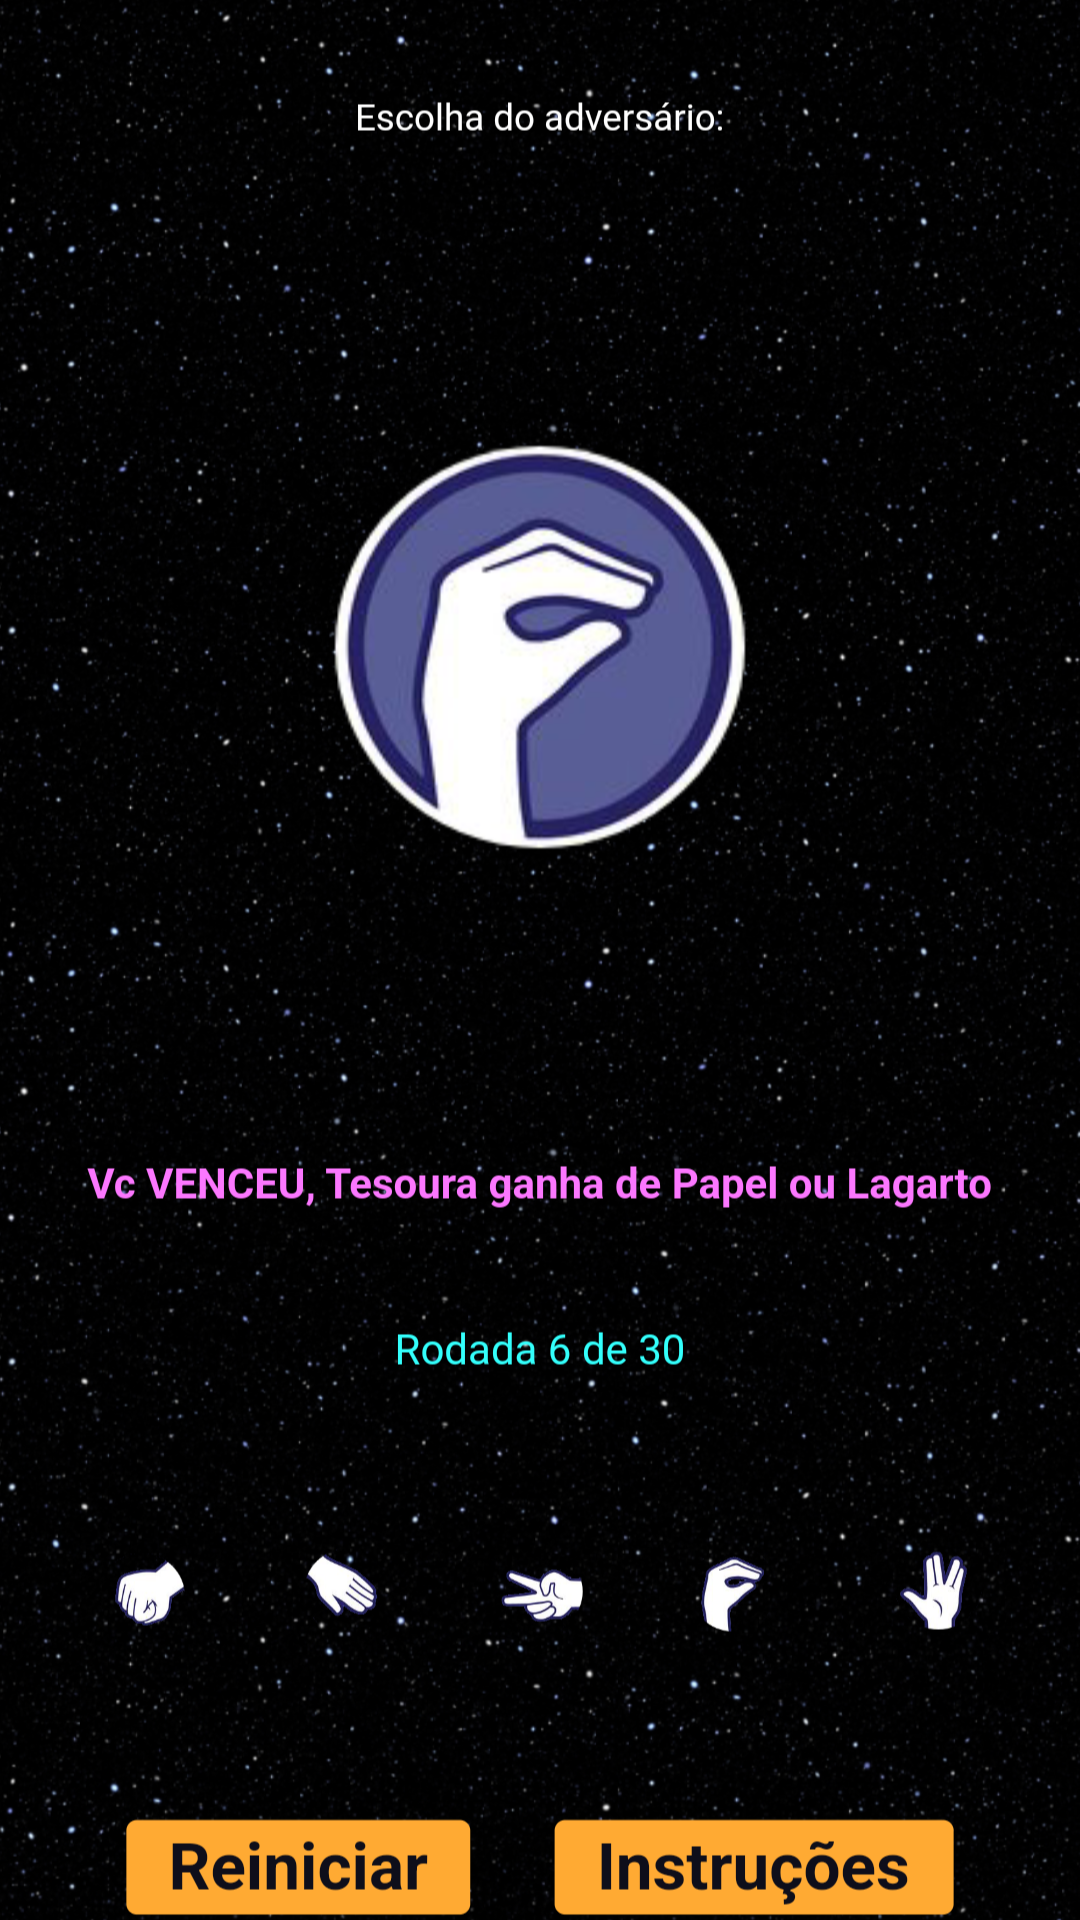 Escolha do adversário:
Vc VENCEU, Tesoura ganha de Papel ou Lagarto
Rodada 6 de 30
Reiniciar
Instruções